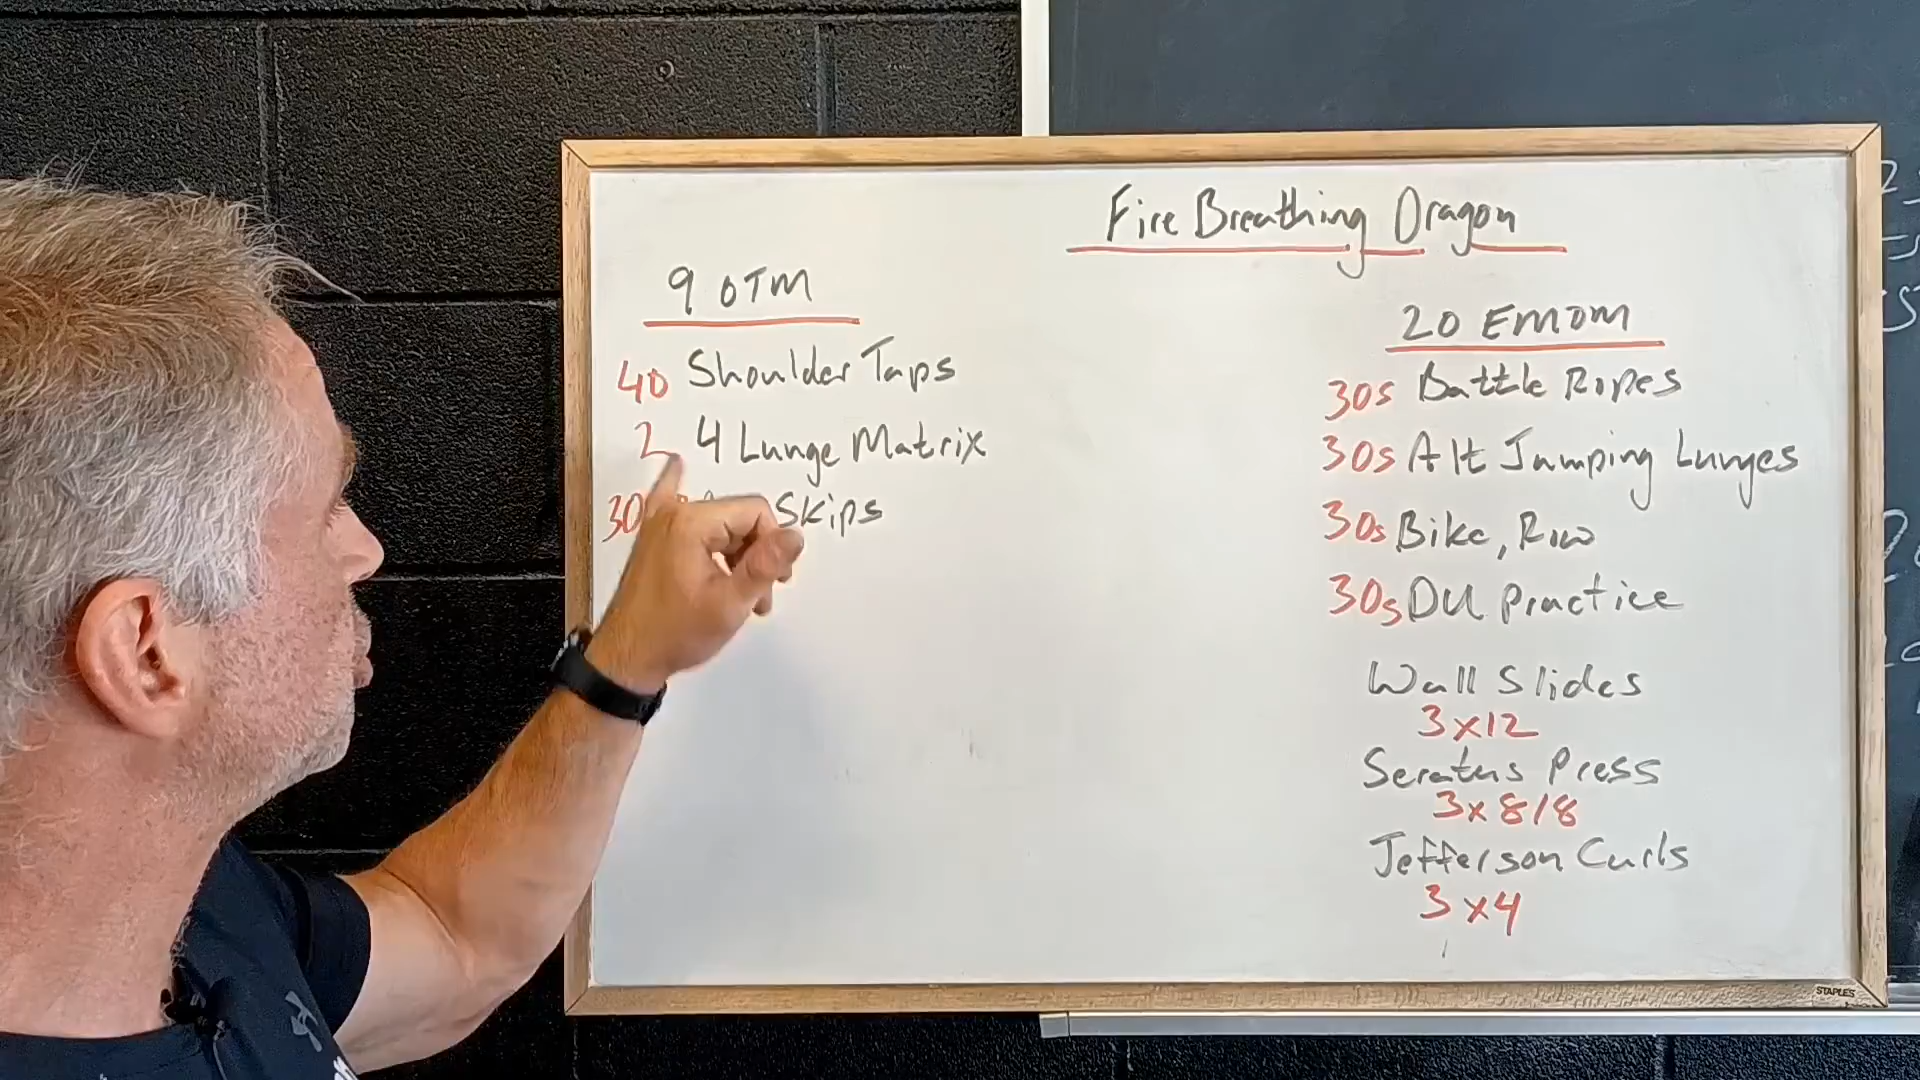 Fire Breathing Dragon
9 OTM
40 Shoulder Taps
2 4 Lunge Matrix
30 Skips
20 EMOM
30s Battle Ropes
30s Alt Jumping Lunges
30s Bike, Row
30s DU Practice
Wall Slides
3x12
Seratus Press
3x8/8
Jefferson Curls
3x4
STAPLES